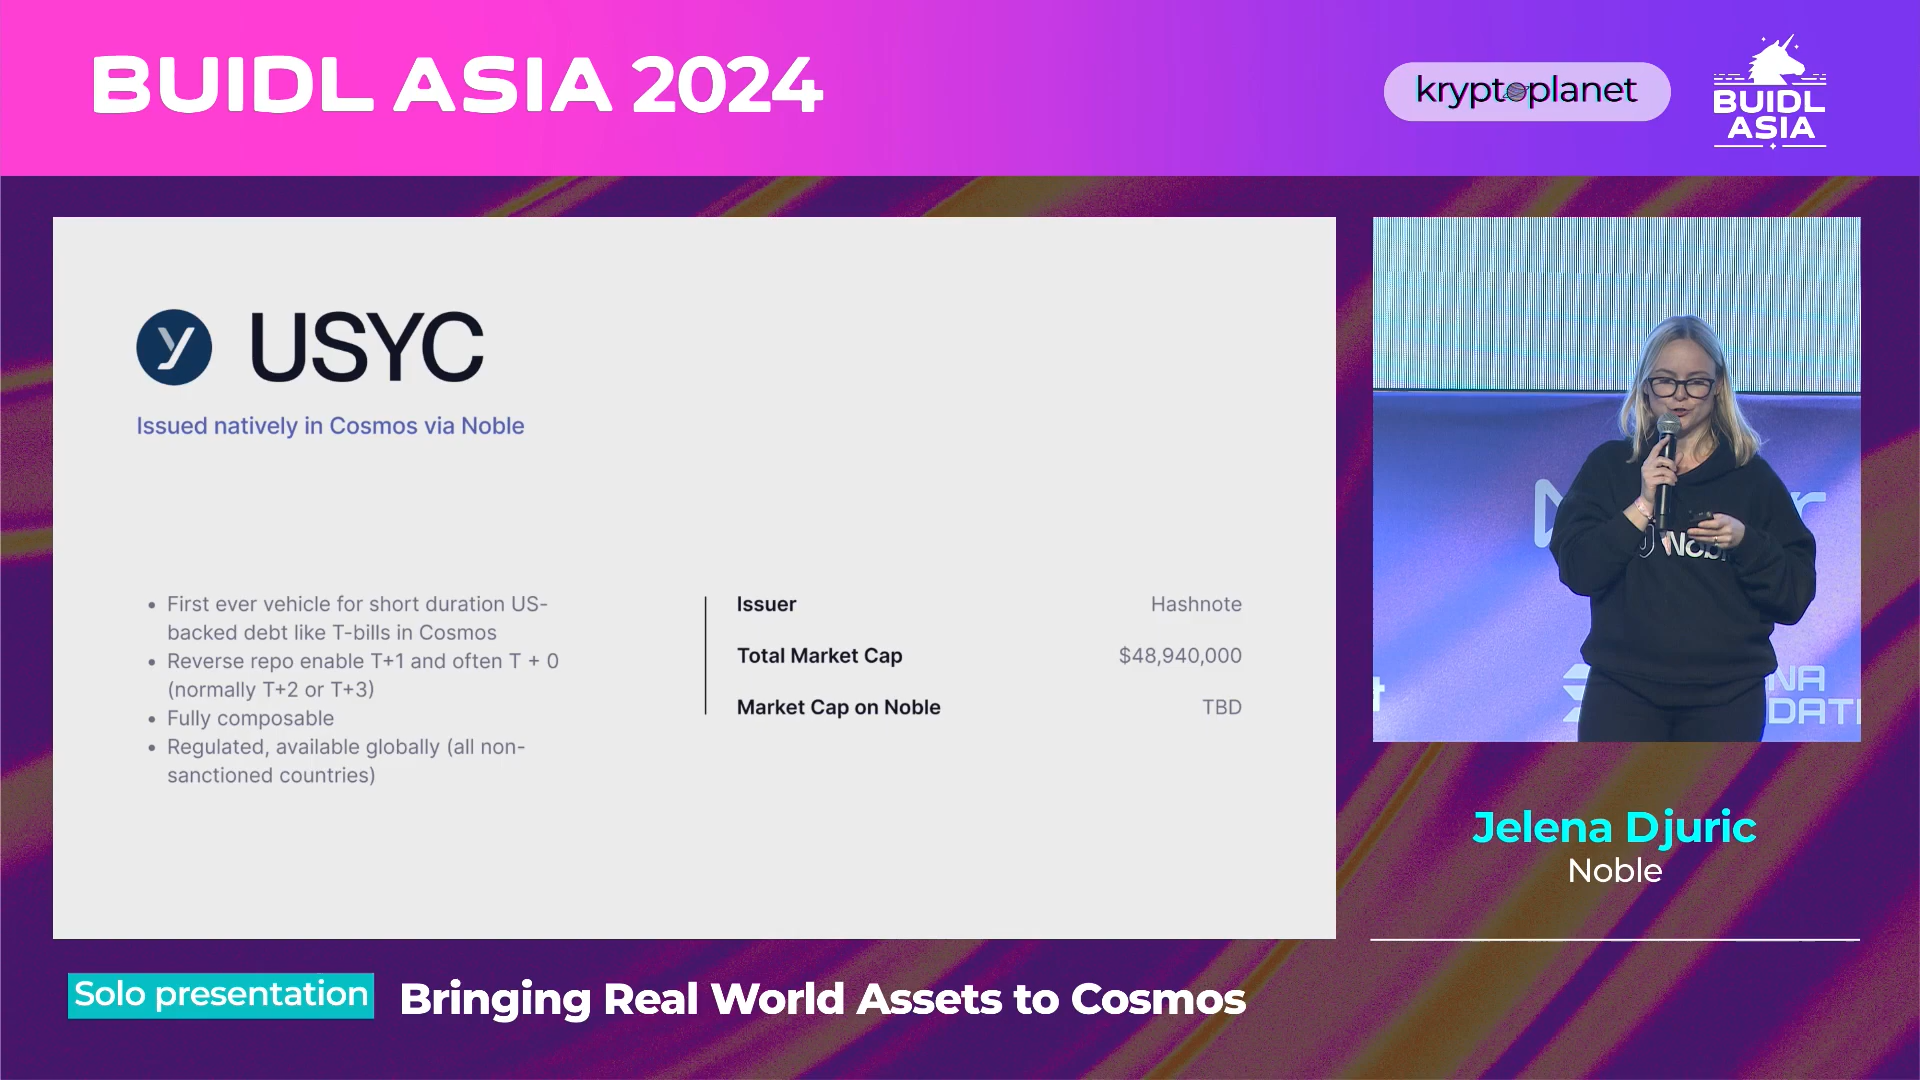 BUIDL ASIA 2024
kryptoplanet
BUIDL
ASIA
USYC
Issued natively in Cosmos via Noble
• First ever vehicle for short duration US-
backed debt like T-bills in Cosmos
• Reverse repo enable T+1 and often T + 0
(normally T+2 or T+3)
• Fully composable
• Regulated, available globally (all non-
sanctioned countries)
Issuer Hashnote
Total Market Cap $48,940,000
Market Cap on Noble TBD
Jelena Djuric
Noble
Solo presentation
Bringing Real World Assets to Cosmos